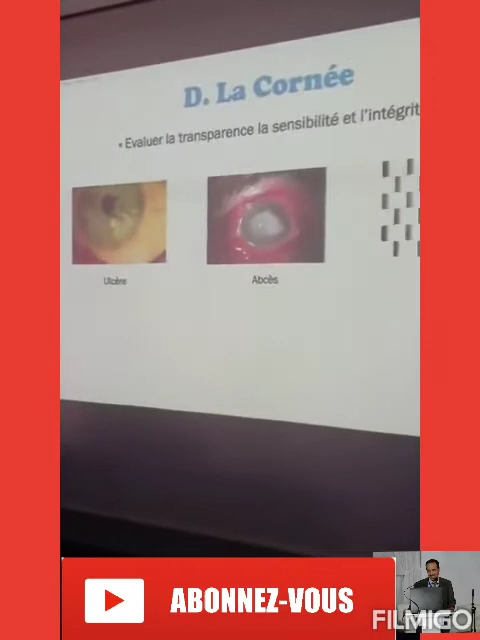 D. La Cornée
• Evaluer la transparence la sensibilité et l'intégrit
Ulcère
Abcès
ABONNEZ-VOUS
FILMIGO